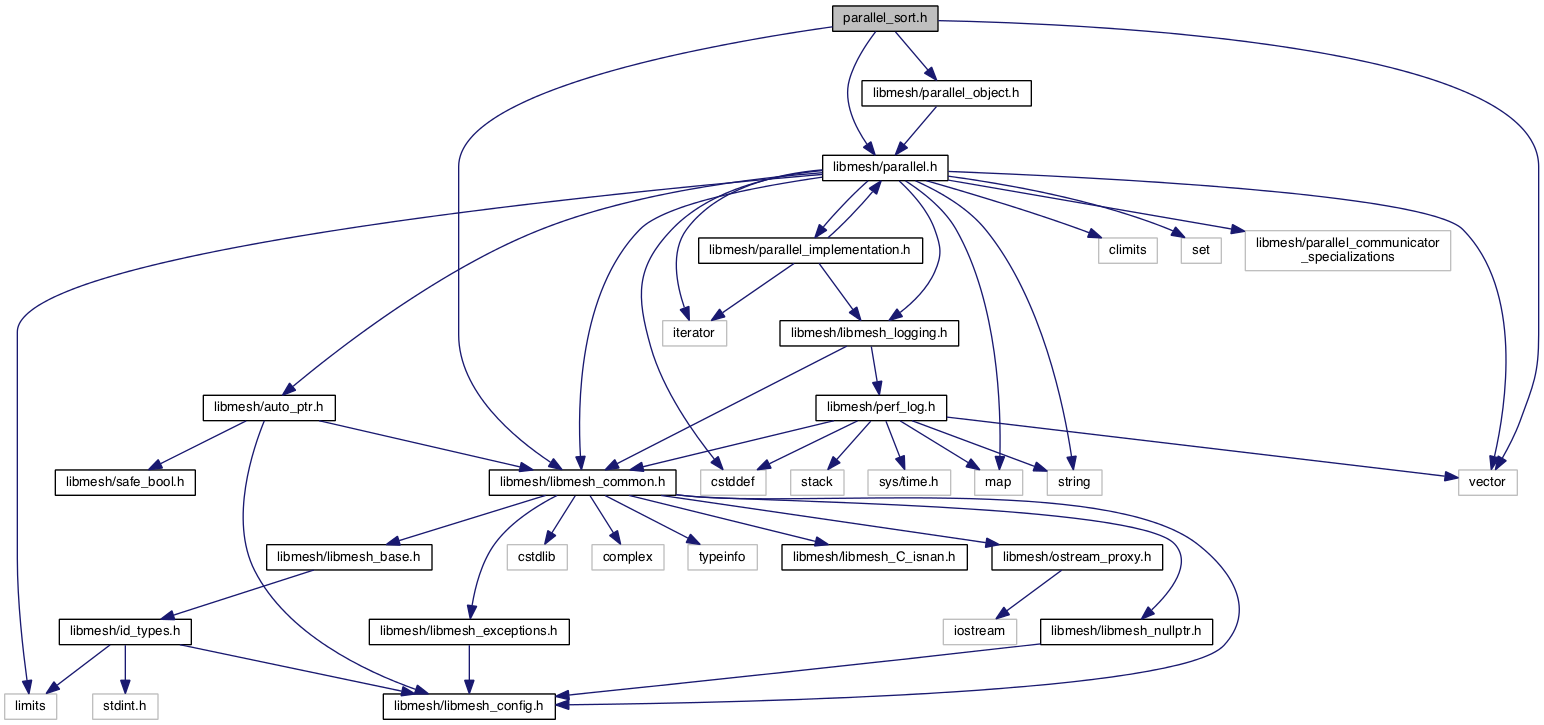 parallel_sort.h
libmesh/parallel_object.h
libmesh/parallel.h
libmesh/parallel_implementation.h
climits
set
libmesh/parallel_communicator
_specializations
iterator
libmesh/libmesh_logging.h
libmesh/auto_ptr.h
libmesh/perf_log.h
libmesh/safe_bool.h
libmesh/libmesh_common.h
cstddef
stack
sys/time.h
map
string
vector
libmesh/libmesh_base.h
cstdlib
complex
typeinfo
libmesh/libmesh_C_isnan.h
libmesh/ostream_proxy.h
libmesh/id_types.h
libmesh/libmesh_exceptions.h
iostream
libmesh/libmesh_nullptr.h
limits
stdint.h
libmesh/libmesh_config.h